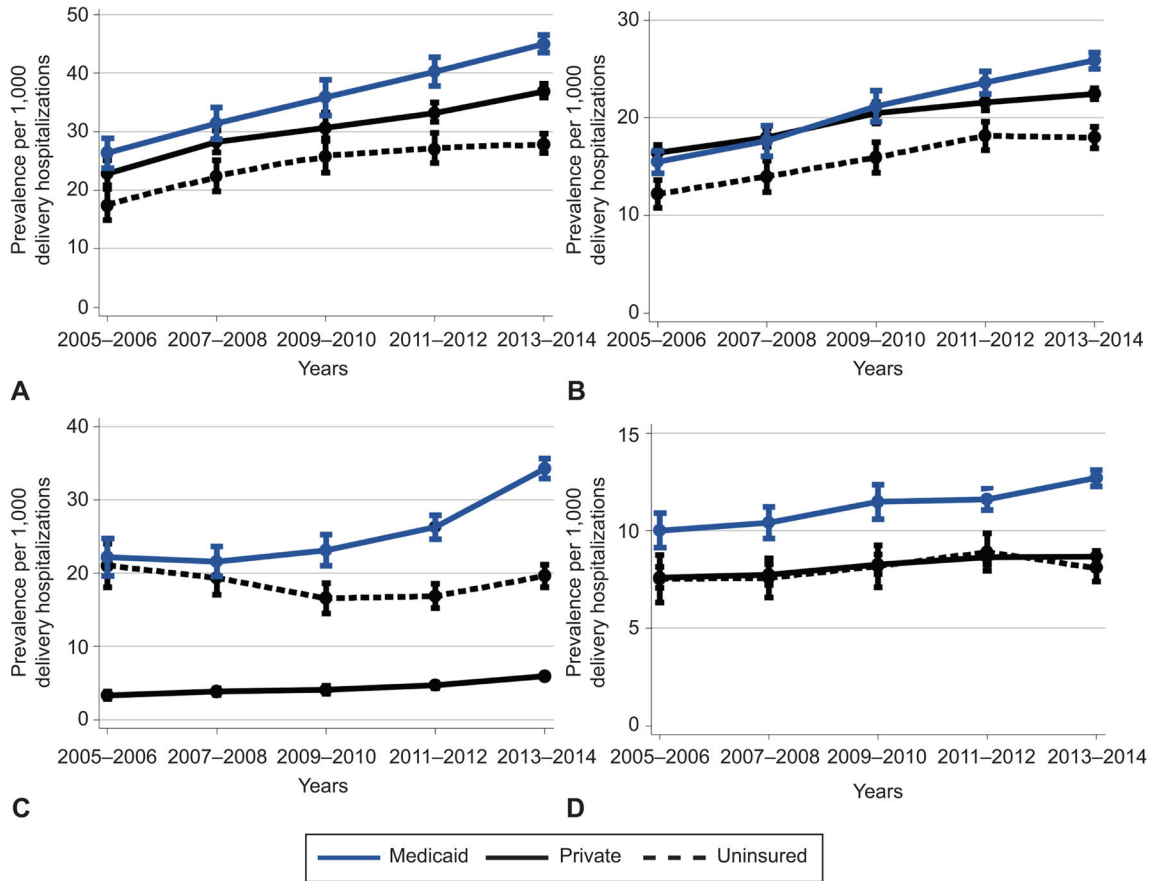 Prevalence per 1,000
delivery hospitalizations
50
40
30
20
10
0
2005–2006 2007–2008 2009–2010 2011–2012 2013–2014
Years
A
Prevalence per 1,000
delivery hospitalizations
30
20
10
0
2005–2006 2007–2008 2009–2010 2011–2012 2013–2014
Years
B
Prevalence per 1,000
delivery hospitalizations
40
30
20
10
0
2005–2006 2007–2008 2009–2010 2011–2012 2013–2014
Years
C
Prevalence per 1,000
delivery hospitalizations
15
10
5
0
2005–2006 2007–2008 2009–2010 2011–2012 2013–2014
Years
D
Medicaid Private Uninsured